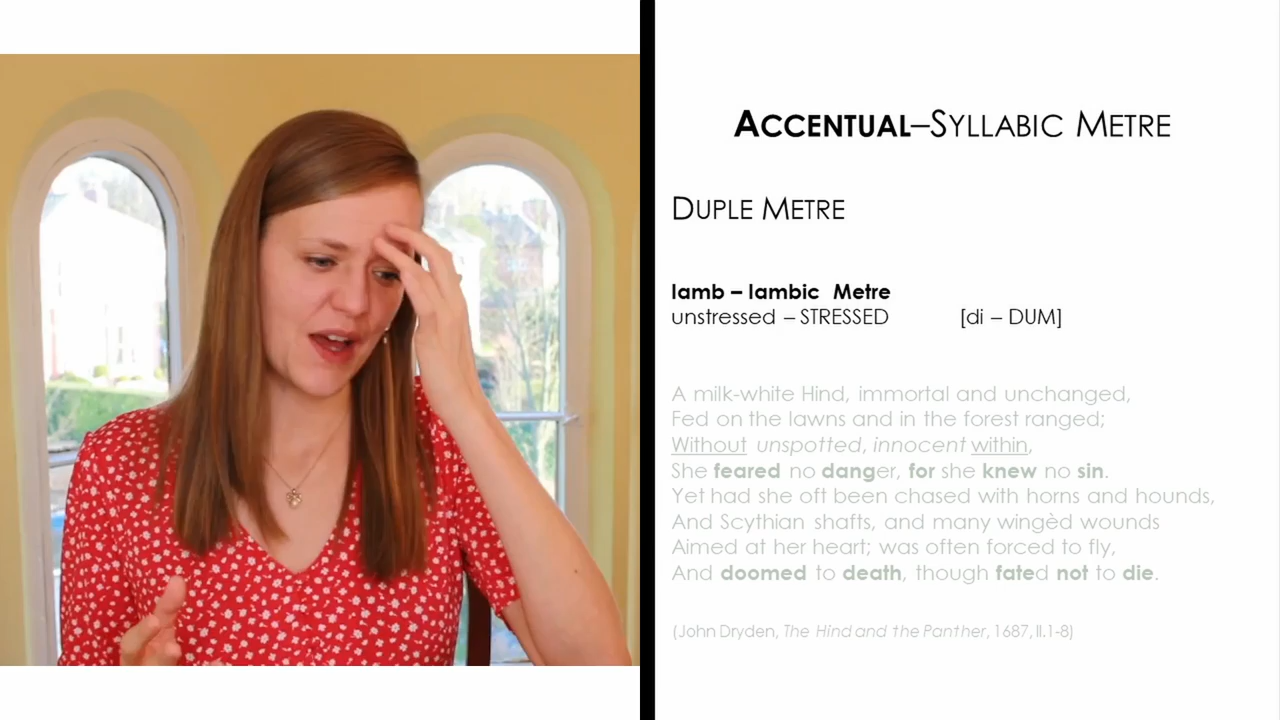 ACCENTUAL–SYLLABIC METRE
DUPLE METRE
Iamb – Iambic Metre
unstressed – STRESSED [di – DUM]
A milk-white Hind, immortal and unchanged,
Fed on the lawns and in the forest ranged;
Without unspotted, innocent within,
She feared no danger, for she knew no sin.
Yet had she oft been chased with horns and hounds,
And Scythian shafts, and many wingèd wounds
Aimed at her heart; was often forced to fly,
And doomed to death, though fated not to die.
(John Dryden, The Hind and the Panther, 1687, ll.1-8)